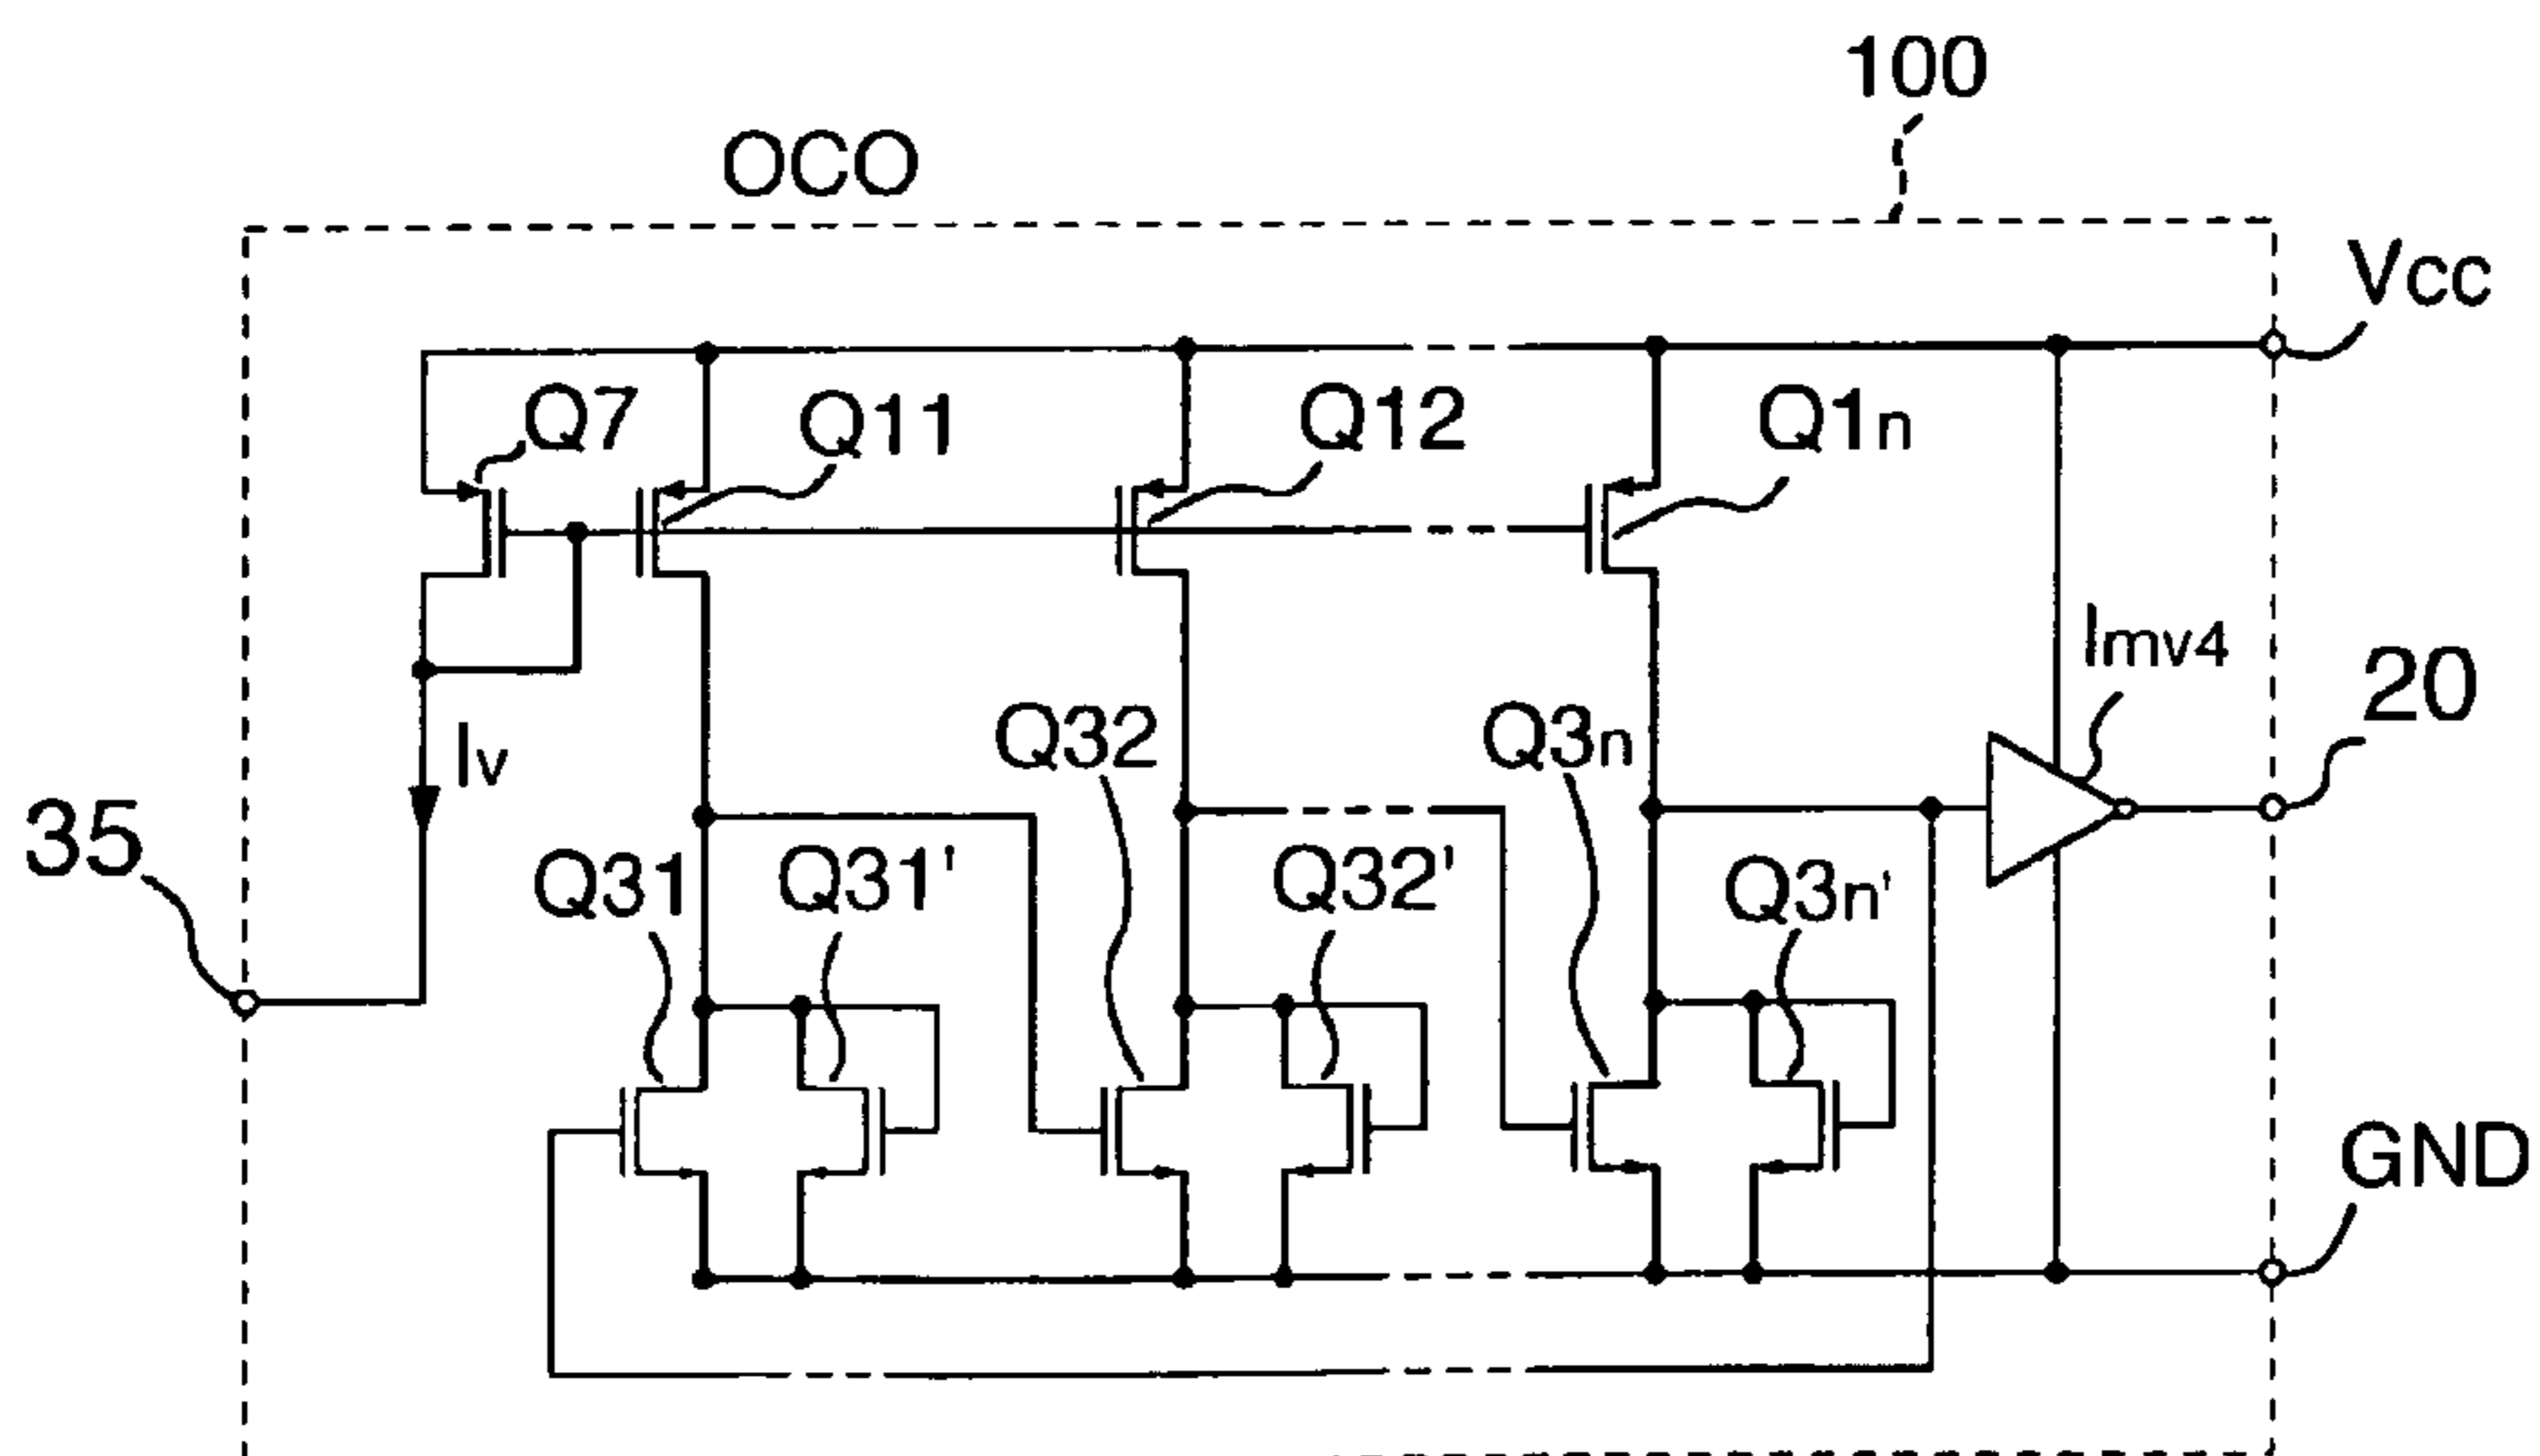 100
OCO
Vcc
Q7
Q11
Q12
Q1n
Imv4
20
Iv
Q32
Q3n
35
Q31
Q31'
Q32'
Q3n'
GND